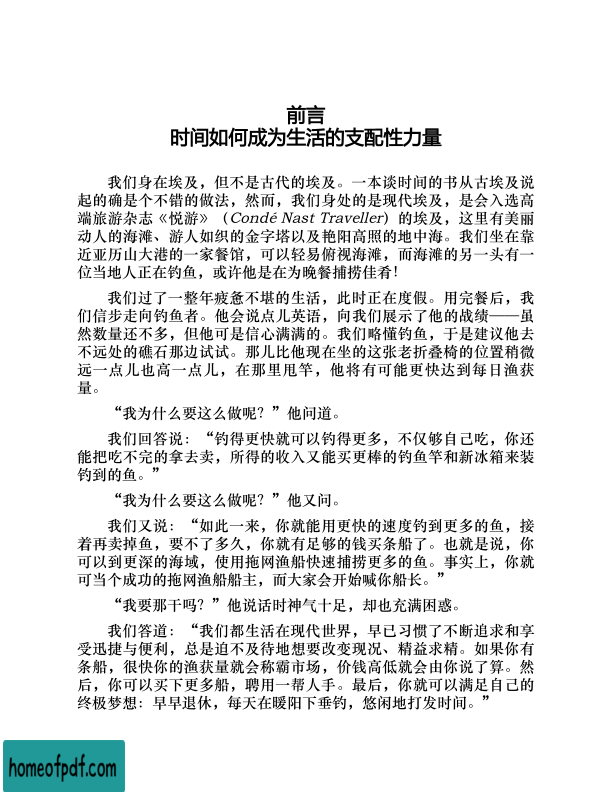 前言
时间如何成为生活的支配性力量
我们身在埃及，但不是古代的埃及。一本谈时间的书从古埃及说
起的确是个不错的做法，然而，我们身处的是现代埃及，是会入选高
端旅游杂志《悦游》（Condé Nast Traveller）的埃及，这里有美丽
动人的海滩、游人如织的金字塔以及艳阳高照的地中海。我们坐在靠
近亚历山大港的一家餐馆，可以轻易俯视海滩，而海滩的另一头有一
位当地人正在钓鱼，或许他是在为晚餐捕捞佳肴！
我们过了一整年疲惫不堪的生活，此时正在度假。用完餐后，我
们信步走向钓鱼者。他会说点儿英语，向我们展示了他的战绩——虽
然数量还不多，但他可是信心满满的。我们略懂钓鱼，于是建议他去
不远处的礁石那边试试。那儿比他现在坐的这张老折叠椅的位置稍微
远一点儿也高一点儿，在那里甩竿，他将有可能更快达到每日渔获
量。
“我为什么要这么做呢？”他问道。
我们回答说：“钓得更快就可以钓得更多，不仅够自己吃，你还
能把吃不完的拿去卖，所得的收入又能买更棒的钓鱼竿和新冰箱来装
钓到的鱼。”
“我为什么要这么做呢？”他又问。
我们又说：“如此一来，你就能用更快的速度钓到更多的鱼，接
着再卖掉鱼，要不了多久，你就有足够的钱买条船了。也就是说，你
可以到更深的海域，使用拖网渔船快速捕捞更多的鱼。事实上，你就
可当个成功的拖网渔船船主，而大家会开始喊你船长。”
“我要那干吗？”他说话时神气十足，却也充满困惑。
我们答道：“我们都生活在现代世界，早已习惯了不断追求和享
受迅捷与便利，总是迫不及待地想要改变现况、精益求精。如果你有
条船，很快你的渔获量就会称霸市场，价钱高低就会由你说了算。然
后，你可以买下更多船，聘用一帮人手。最后，你就可以满足自己的
终极梦想：早早退休，每天在暖阳下垂钓，悠闲地打发时间。”
homeofpdf.com